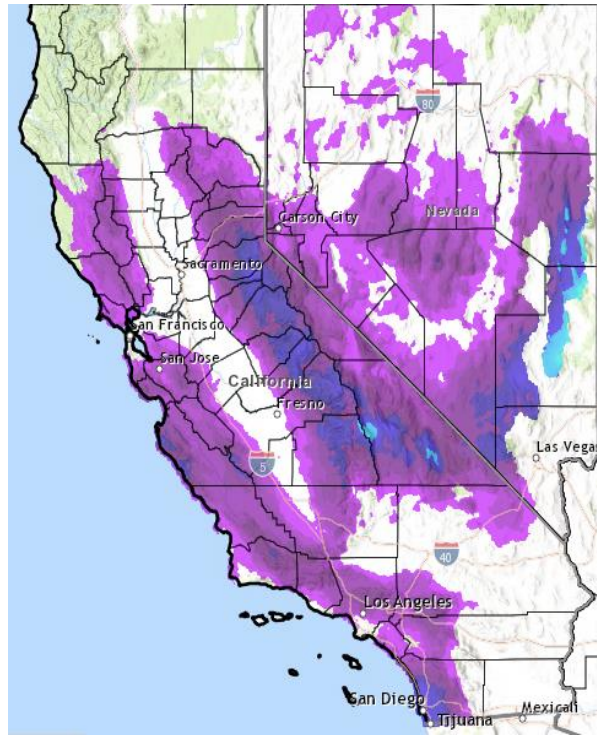 80
Nevada
Carson City
Sacramento
San Francisco
San Jose
California
Fresno
5
Las Vegas
40
Los Angeles
San Diego
Tijuana
Mexicali